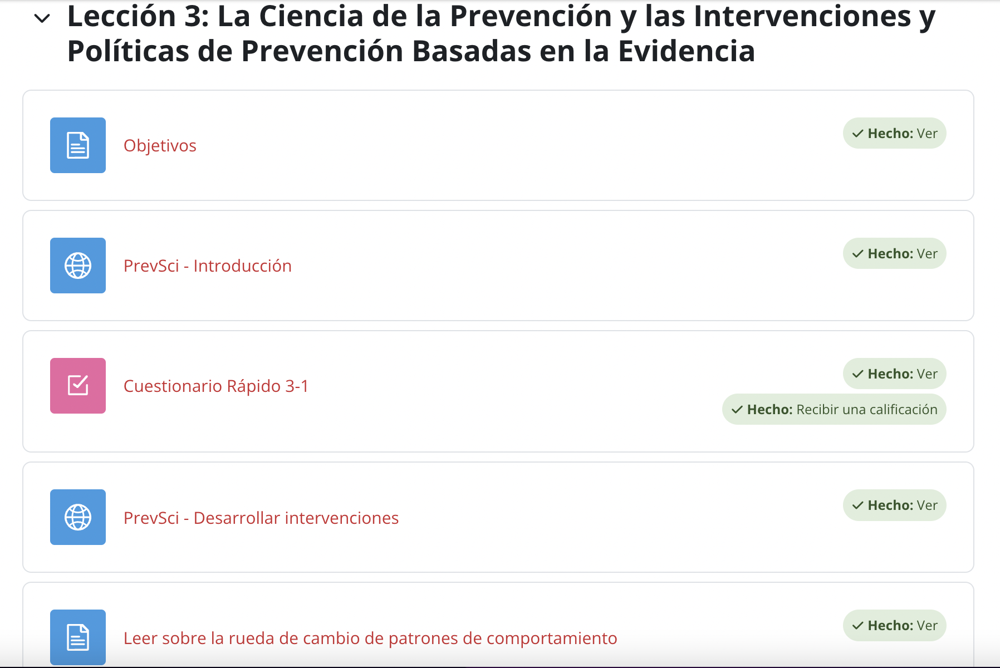 Lección 3: La Ciencia de la Prevención y las Intervenciones y
Políticas de Prevención Basadas en la Evidencia
Objetivos
Hecho: Ver
PrevSci - Introducción
Hecho: Ver
Cuestionario Rápido 3-1
Hecho: Ver
Hecho: Recibir una calificación
PrevSci - Desarrollar intervenciones
Hecho: Ver
Leer sobre la rueda de cambio de patrones de comportamiento
Hecho: Ver